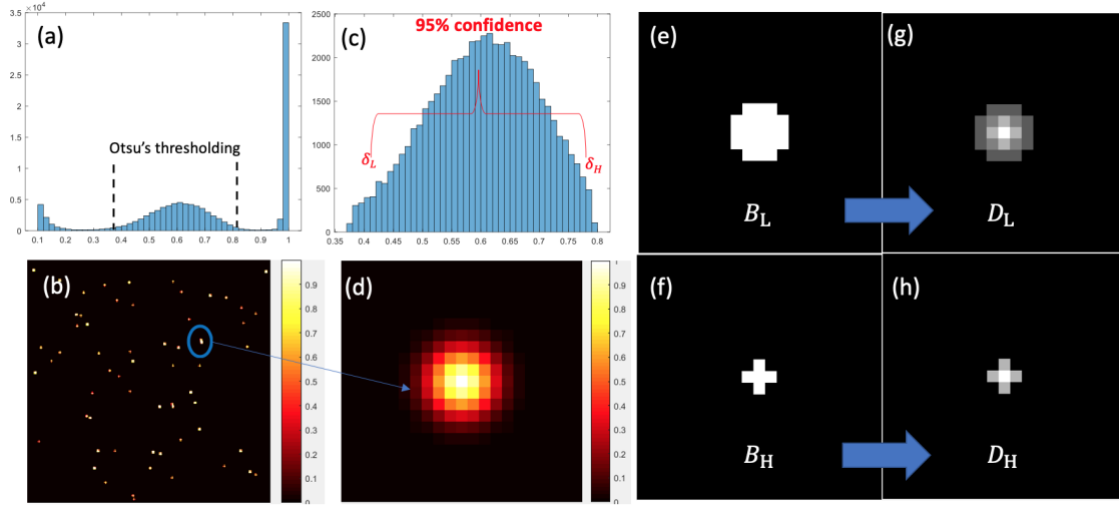 (a)
3.5 ×10⁴
3
2.5
2
1.5
1
0.5
0
0.1 0.2 0.3 0.4 0.5 0.6 0.7 0.8 0.9 1
Otsu's thresholding
(c)
95% confidence
2500
2000
1500
1000
500
0
0.35 0.4 0.45 0.5 0.55 0.6 0.65 0.7 0.75 0.8
δL
δH
(e)
BL
(g)
DL
(b)
0.9
0.8
0.7
0.6
0.5
0.4
0.3
0.2
0.1
0
(d)
1
0.9
0.8
0.7
0.6
0.5
0.4
0.3
0.2
0.1
0
(f)
BH
(h)
DH